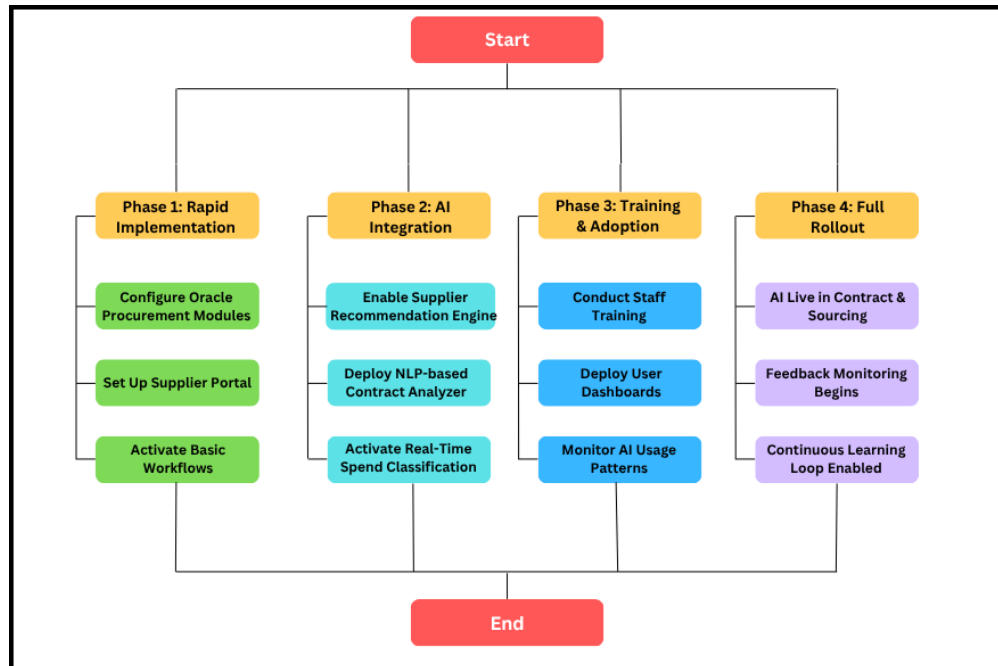 Start
Phase 1: Rapid
Implementation
Configure Oracle
Procurement Modules
Set Up Supplier Portal
Activate Basic
Workflows
Phase 2: AI
Integration
Enable Supplier
Recommendation Engine
Deploy NLP-based
Contract Analyzer
Activate Real-Time
Spend Classification
Phase 3: Training
& Adoption
Conduct Staff
Training
Deploy User
Dashboards
Monitor AI Usage
Patterns
Phase 4: Full
Rollout
AI Live in Contract &
Sourcing
Feedback Monitoring
Begins
Continuous Learning
Loop Enabled
End